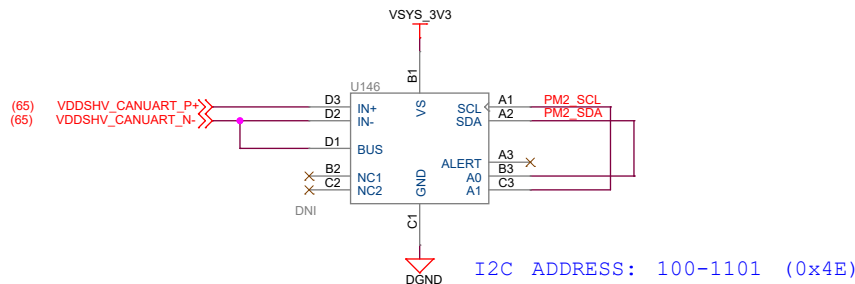 VSYS_3V3
B1
U146
(65) VDDSHV_CANUART_P+ D3 IN+ VS SCL A1 PM2_SCL
(65) VDDSHV_CANUART_N- D2 IN- SDA A2 PM2_SDA
D1 BUS
ALERT A3
B2 NC1 A0 B3
C2 NC2 GND A1 C3
DNI
C1
DGND
I2C ADDRESS: 100-1101 (0x4E)